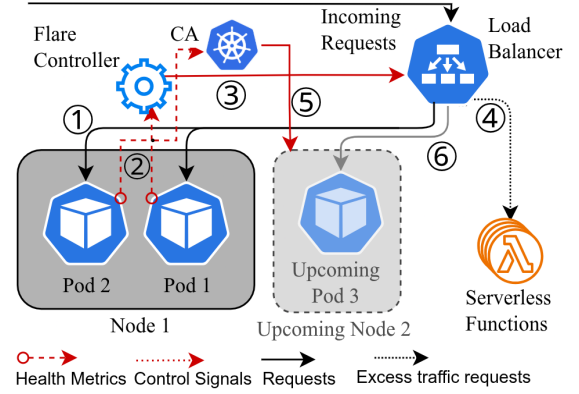 Flare
Controller
CA
Incoming
Requests
Load
Balancer
③
①
⑤
④
②
⑥
Pod 2
Pod 1
Upcoming
Pod 3
Node 1
Upcoming Node 2
Serverless
Functions
Health Metrics
Control Signals
Requests
Excess traffic requests